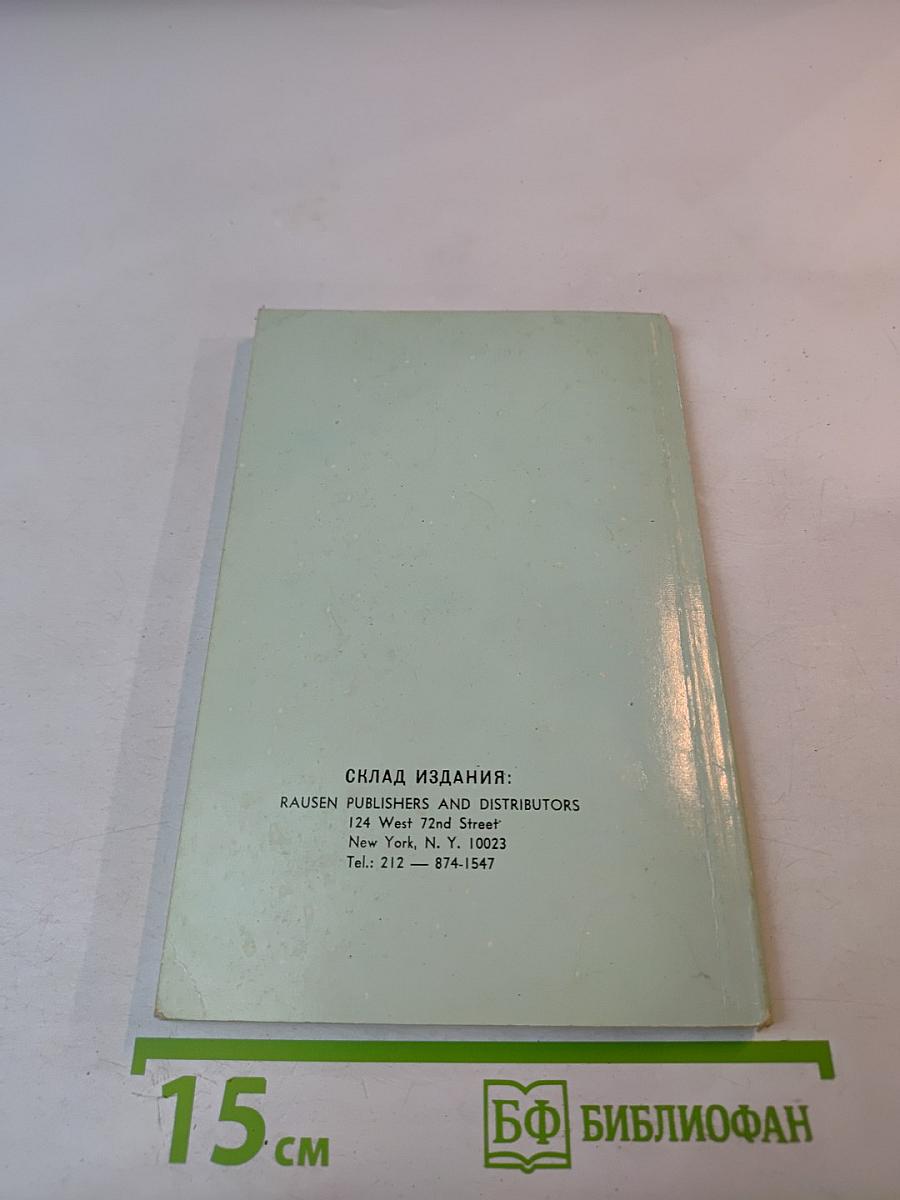 СКЛАД ИЗДАНИЯ:
RAUSEN PUBLISHERS AND DISTRIBUTORS
124 West 72nd Street
New York, N. Y. 10023
Tel.: 212 — 874-1547
15 см
БФ БИБЛИОФАН